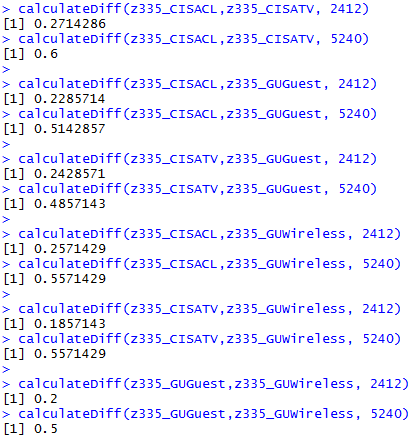 > calculateDiff(z335_CISACL,z335_CISATV, 2412)
[1] 0.2714286
> calculateDiff(z335_CISACL,z335_CISATV, 5240)
[1] 0.6
>
> calculateDiff(z335_CISACL,z335_GUGuest, 2412)
[1] 0.2285714
> calculateDiff(z335_CISACL,z335_GUGuest, 5240)
[1] 0.5142857
>
> calculateDiff(z335_CISATV,z335_GUGuest, 2412)
[1] 0.2428571
> calculateDiff(z335_CISATV,z335_GUGuest, 5240)
[1] 0.4857143
>
> calculateDiff(z335_CISACL,z335_GUWireless, 2412)
[1] 0.2571429
> calculateDiff(z335_CISACL,z335_GUWireless, 5240)
[1] 0.5571429
>
> calculateDiff(z335_CISATV,z335_GUWireless, 2412)
[1] 0.1857143
> calculateDiff(z335_CISATV,z335_GUWireless, 5240)
[1] 0.5571429
>
> calculateDiff(z335_GUGuest,z335_GUWireless, 2412)
[1] 0.2
> calculateDiff(z335_GUGuest,z335_GUWireless, 5240)
[1] 0.5